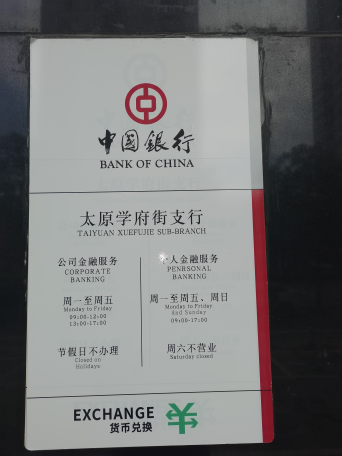 中国銀行
BANK OF CHINA
太原学府街支行
TAIYUAN XUEFUJIE SUB-BRANCH
公司金融服务
CORPORATE
BANKING
周一至周五
Monday to Friday
09:00-12:00
13:00-17:00
节假日不办理
Closed on
Holidays
个人金融服务
PENRSONAL
BANKING
周一至周五、周日
Monday to Friday
And Sunday
09:00-17:00
周六不营业
Saturday closed
EXCHANGE
货币兑换